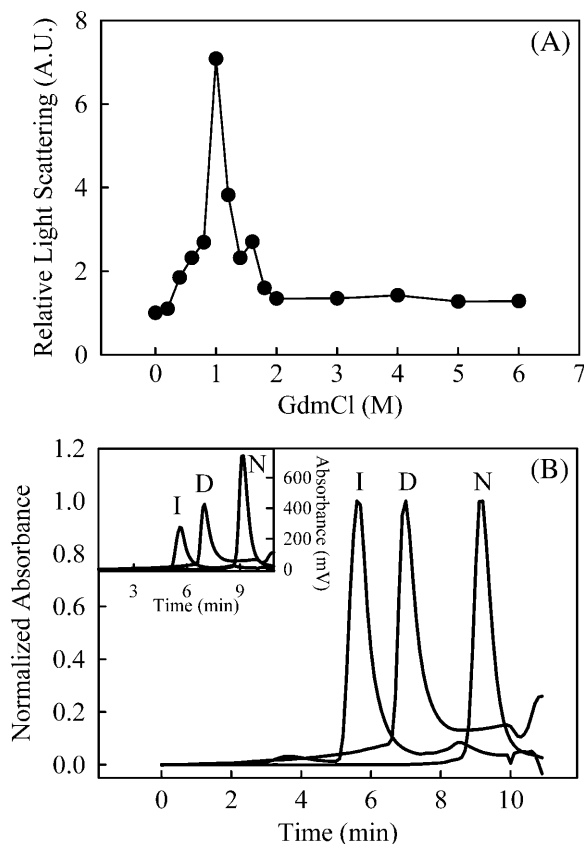 (A)
Relative Light Scattering (A.U.)
8
6
4
2
0
0 1 2 3 4 5 6 7
GdmCl (M)
(B)
Normalized Absorbance
1.2
1.0
0.8
0.6
0.4
0.2
0.0
I D N
I D N
Absorbance (mV)
600
400
200
0
3 6 9
Time (min)
0 2 4 6 8 10
Time (min)